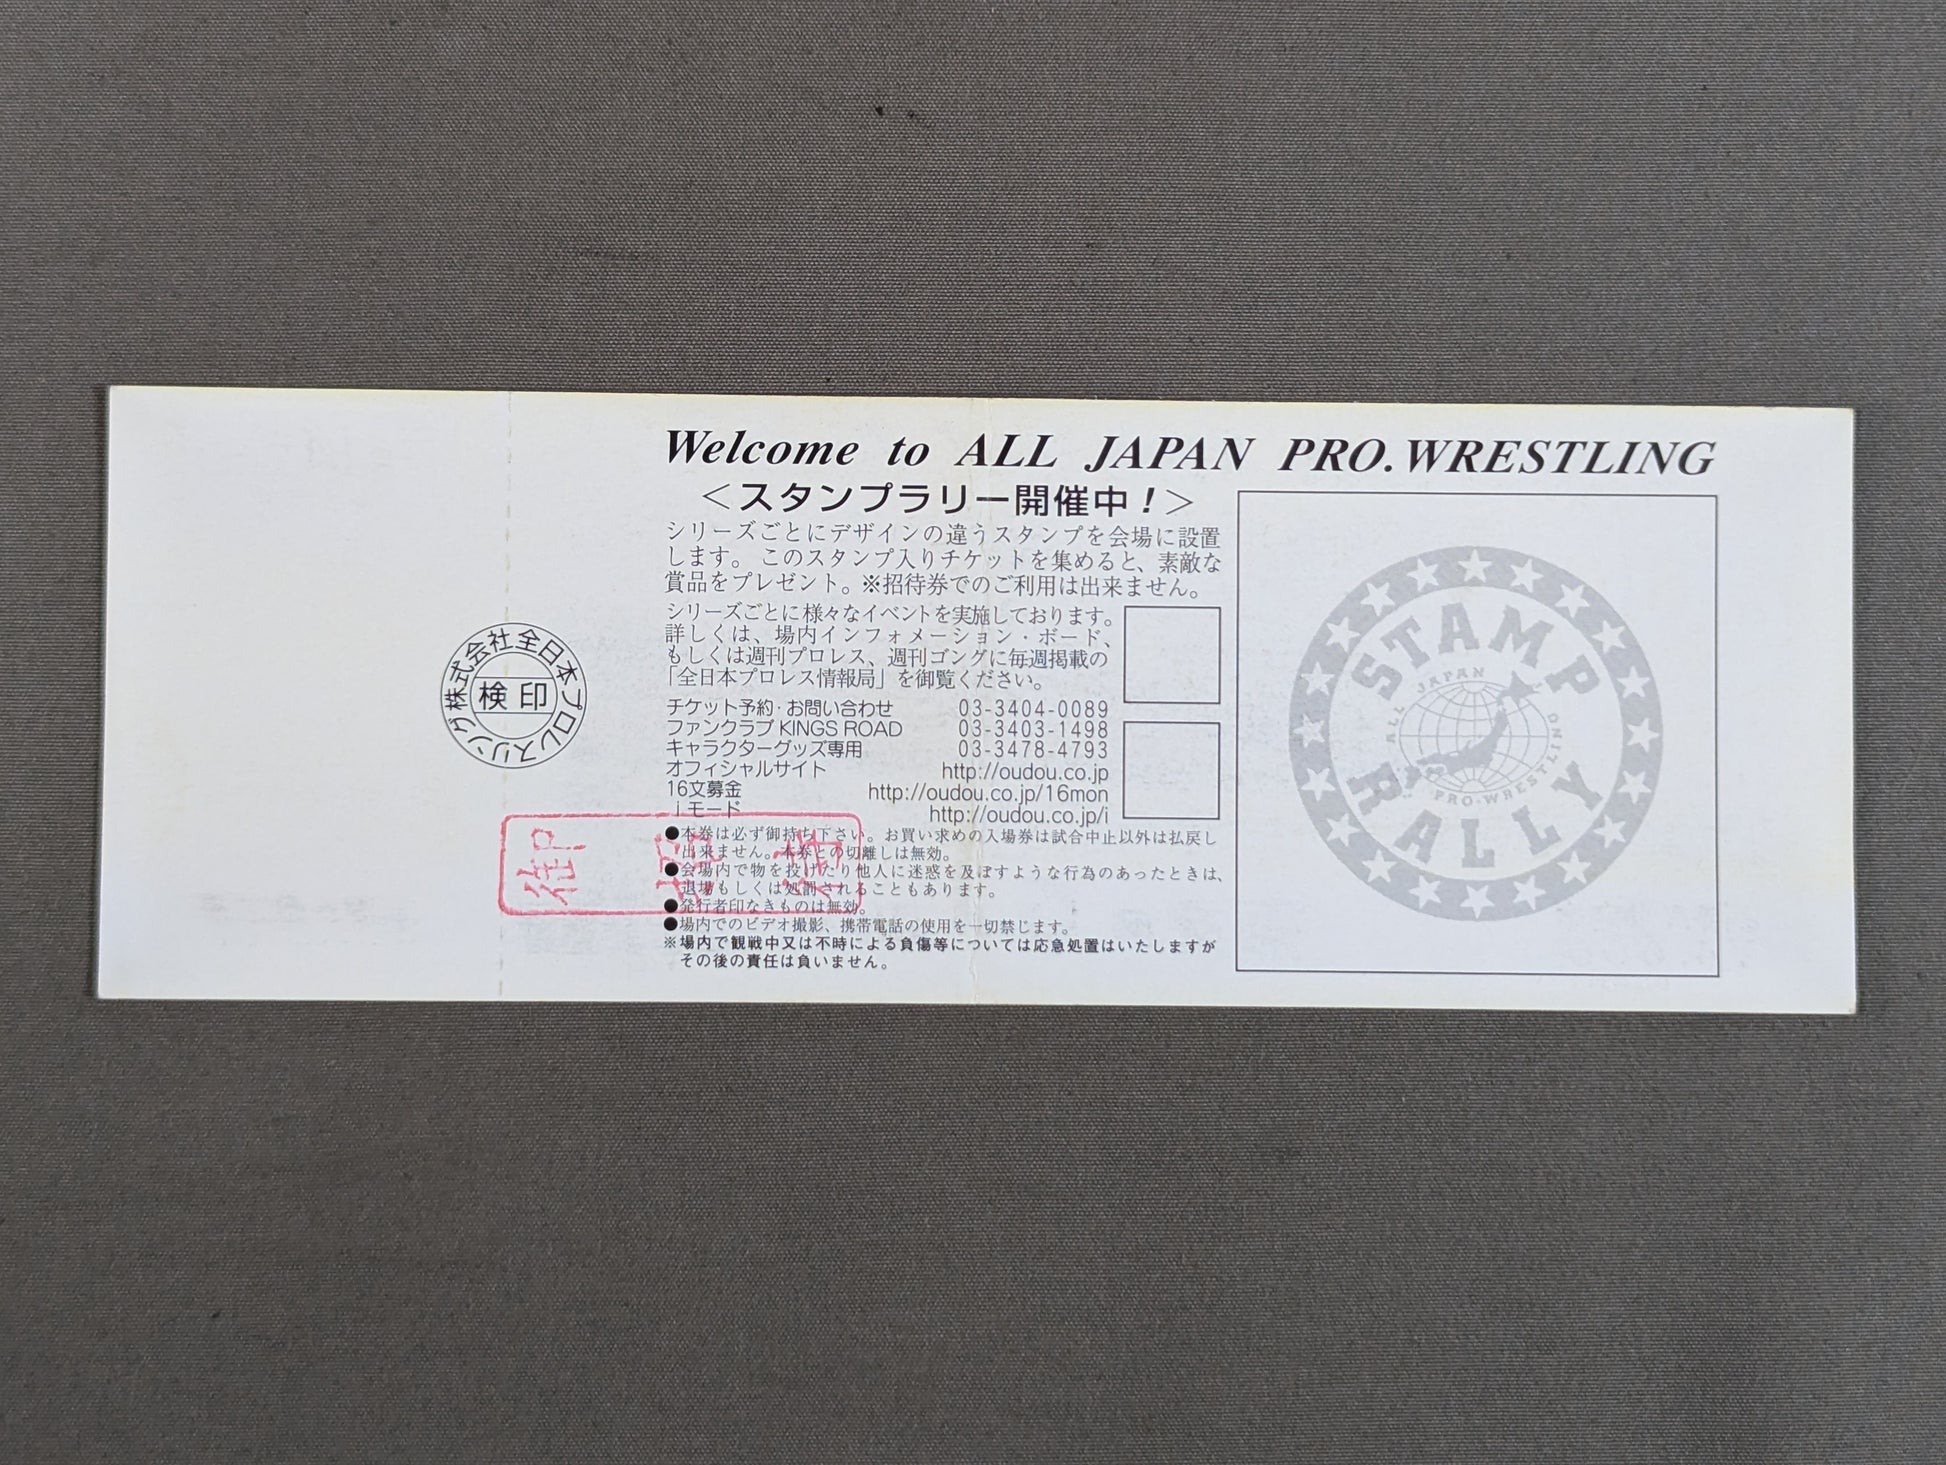 Welcome to ALL JAPAN PRO.WRESTLING
＜スタンプラリー開催中！＞
シリーズごとにデザインの違うスタンプを会場に設置
します。このスタンプ入りチケットを集めると、素敵な
賞品をプレゼント。※招待券でのご利用は出来ません。
シリーズごとに様々なイベントを実施しております。
詳しくは、場内インフォメーション・ボード、
もしくは週刊プロレス、週刊ゴングに毎週掲載の
「全日本プロレス情報局」を御覧ください。
チケット予約・お問い合わせ 03-3404-0089
ファンクラブ KINGS ROAD 03-3403-1498
キャラクターグッズ専用 03-3478-4793
オフィシャルサイト http://oudou.co.jp
16文募金 http://oudou.co.jp/16mon
iモード http://oudou.co.jp/i
●本券は必ず御持ち下さい。お買い求めの入場券は試合中止以外は払戻し
出来ません。本券との切離しは無効。
●会場内で物を投げたり他人に迷惑を及ぼすような行為のあったときは、
退場もしくは処罰されることもあります。
●発行者印なきものは無効。
●場内でのビデオ撮影、携帯電話の使用を一切禁じます。
※場内で観戦中又は不時による負傷等については応急処置はいたしますが
その後の責任は負いません。
株式会社全日本プロレスリング
検印
御招待
STAMP
RALLY
ALL JAPAN
PRO-WRESTLING